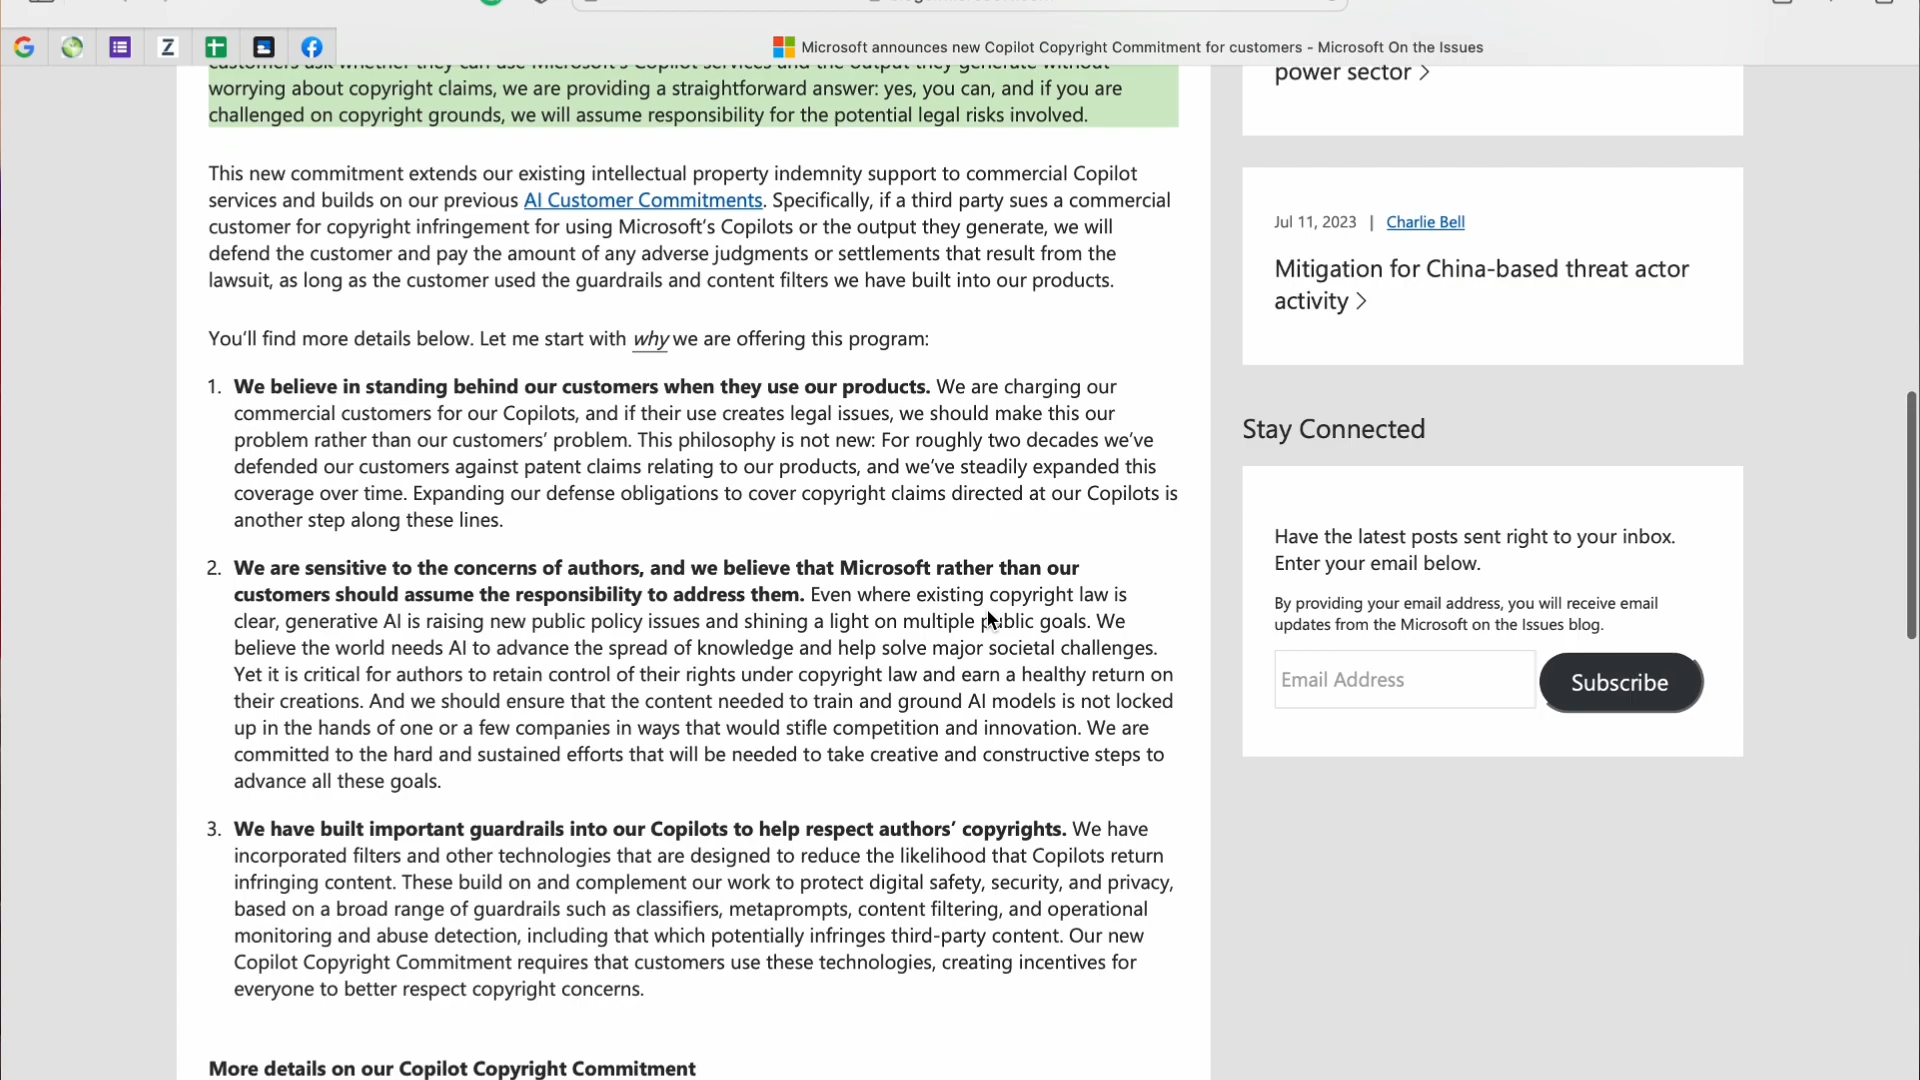 Microsoft announces new Copilot Copyright Commitment for customers - Microsoft On the Issues
customers ask whether they can use Microsoft's Copilot services and the output they generate without
worrying about copyright claims, we are providing a straightforward answer: yes, you can, and if you are
challenged on copyright grounds, we will assume responsibility for the potential legal risks involved.
This new commitment extends our existing intellectual property indemnity support to commercial Copilot
services and builds on our previous AI Customer Commitments. Specifically, if a third party sues a commercial
customer for copyright infringement for using Microsoft's Copilots or the output they generate, we will
defend the customer and pay the amount of any adverse judgments or settlements that result from the
lawsuit, as long as the customer used the guardrails and content filters we have built into our products.
You'll find more details below. Let me start with why we are offering this program:
1. We believe in standing behind our customers when they use our products. We are charging our
commercial customers for our Copilots, and if their use creates legal issues, we should make this our
problem rather than our customers' problem. This philosophy is not new: For roughly two decades we've
defended our customers against patent claims relating to our products, and we've steadily expanded this
coverage over time. Expanding our defense obligations to cover copyright claims directed at our Copilots is
another step along these lines.
2. We are sensitive to the concerns of authors, and we believe that Microsoft rather than our
customers should assume the responsibility to address them. Even where existing copyright law is
clear, generative AI is raising new public policy issues and shining a light on multiple public goals. We
believe the world needs AI to advance the spread of knowledge and help solve major societal challenges.
Yet it is critical for authors to retain control of their rights under copyright law and earn a healthy return on
their creations. And we should ensure that the content needed to train and ground AI models is not locked
up in the hands of one or a few companies in ways that would stifle competition and innovation. We are
committed to the hard and sustained efforts that will be needed to take creative and constructive steps to
advance all these goals.
3. We have built important guardrails into our Copilots to help respect authors' copyrights. We have
incorporated filters and other technologies that are designed to reduce the likelihood that Copilots return
infringing content. These build on and complement our work to protect digital safety, security, and privacy,
based on a broad range of guardrails such as classifiers, metaprompts, content filtering, and operational
monitoring and abuse detection, including that which potentially infringes third-party content. Our new
Copilot Copyright Commitment requires that customers use these technologies, creating incentives for
everyone to better respect copyright concerns.
More details on our Copilot Copyright Commitment
power sector >
Jul 11, 2023 | Charlie Bell
Mitigation for China-based threat actor
activity >
Stay Connected
Have the latest posts sent right to your inbox.
Enter your email below.
By providing your email address, you will receive email
updates from the Microsoft on the Issues blog.
Email Address
Subscribe